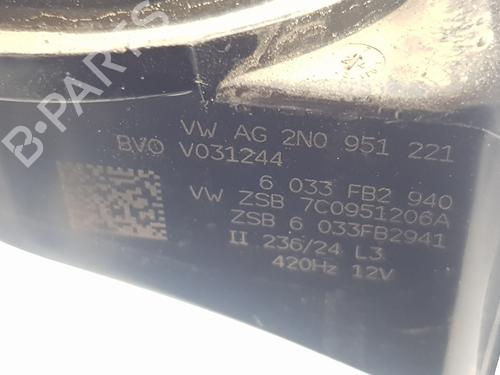 B-PARTS
VW AG 2N0 951 221
BVO V031244
6 033 FB2 940
VW ZSB 7C0951206A
ZSB 6 033FB2941
II 236/24 L3
420Hz 12V